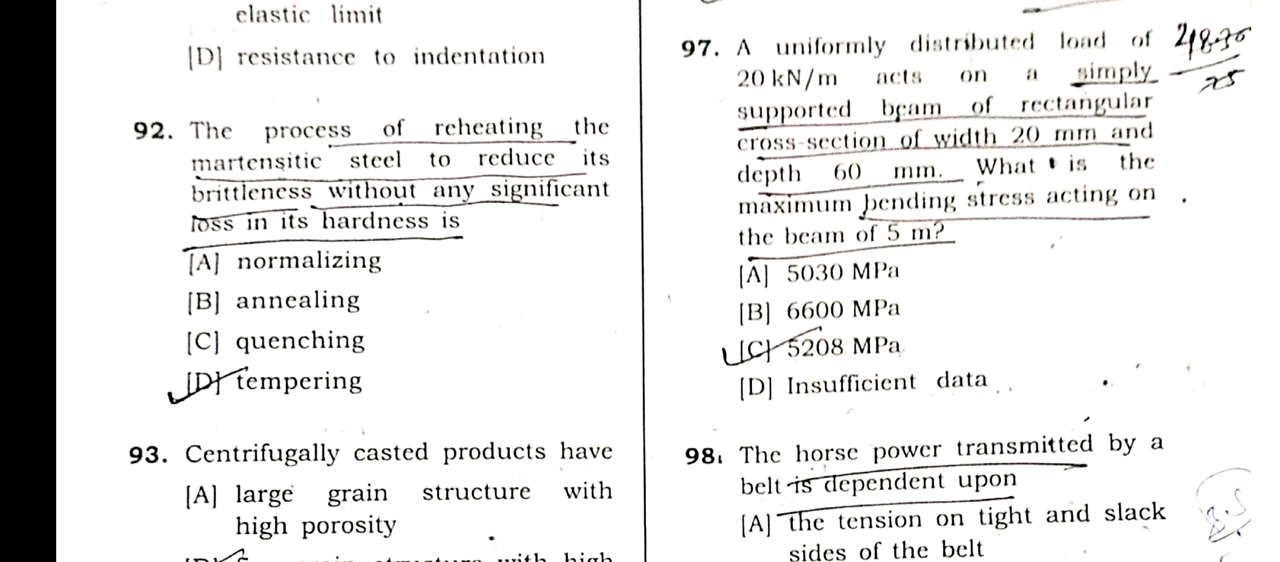 elastic limit
[D] resistance to indentation
92. The process of reheating the
martensitic steel to reduce its
brittleness without any significant
loss in its hardness is
[A] normalizing
[B] annealing
[C] quenching
[D] tempering
93. Centrifugally casted products have
[A] large grain structure with
high porosity
grain structure with high
97. A uniformly distributed load of
20 kN/m acts on a simply
supported beam of rectangular
cross-section of width 20 mm and
depth 60 mm. What is the
maximum bending stress acting on
the beam of 5 m?
[A] 5030 MPa
[B] 6600 MPa
[C] 5208 MPa
[D] Insufficient data
98. The horse power transmitted by a
belt is dependent upon
[A] the tension on tight and slack
sides of the belt